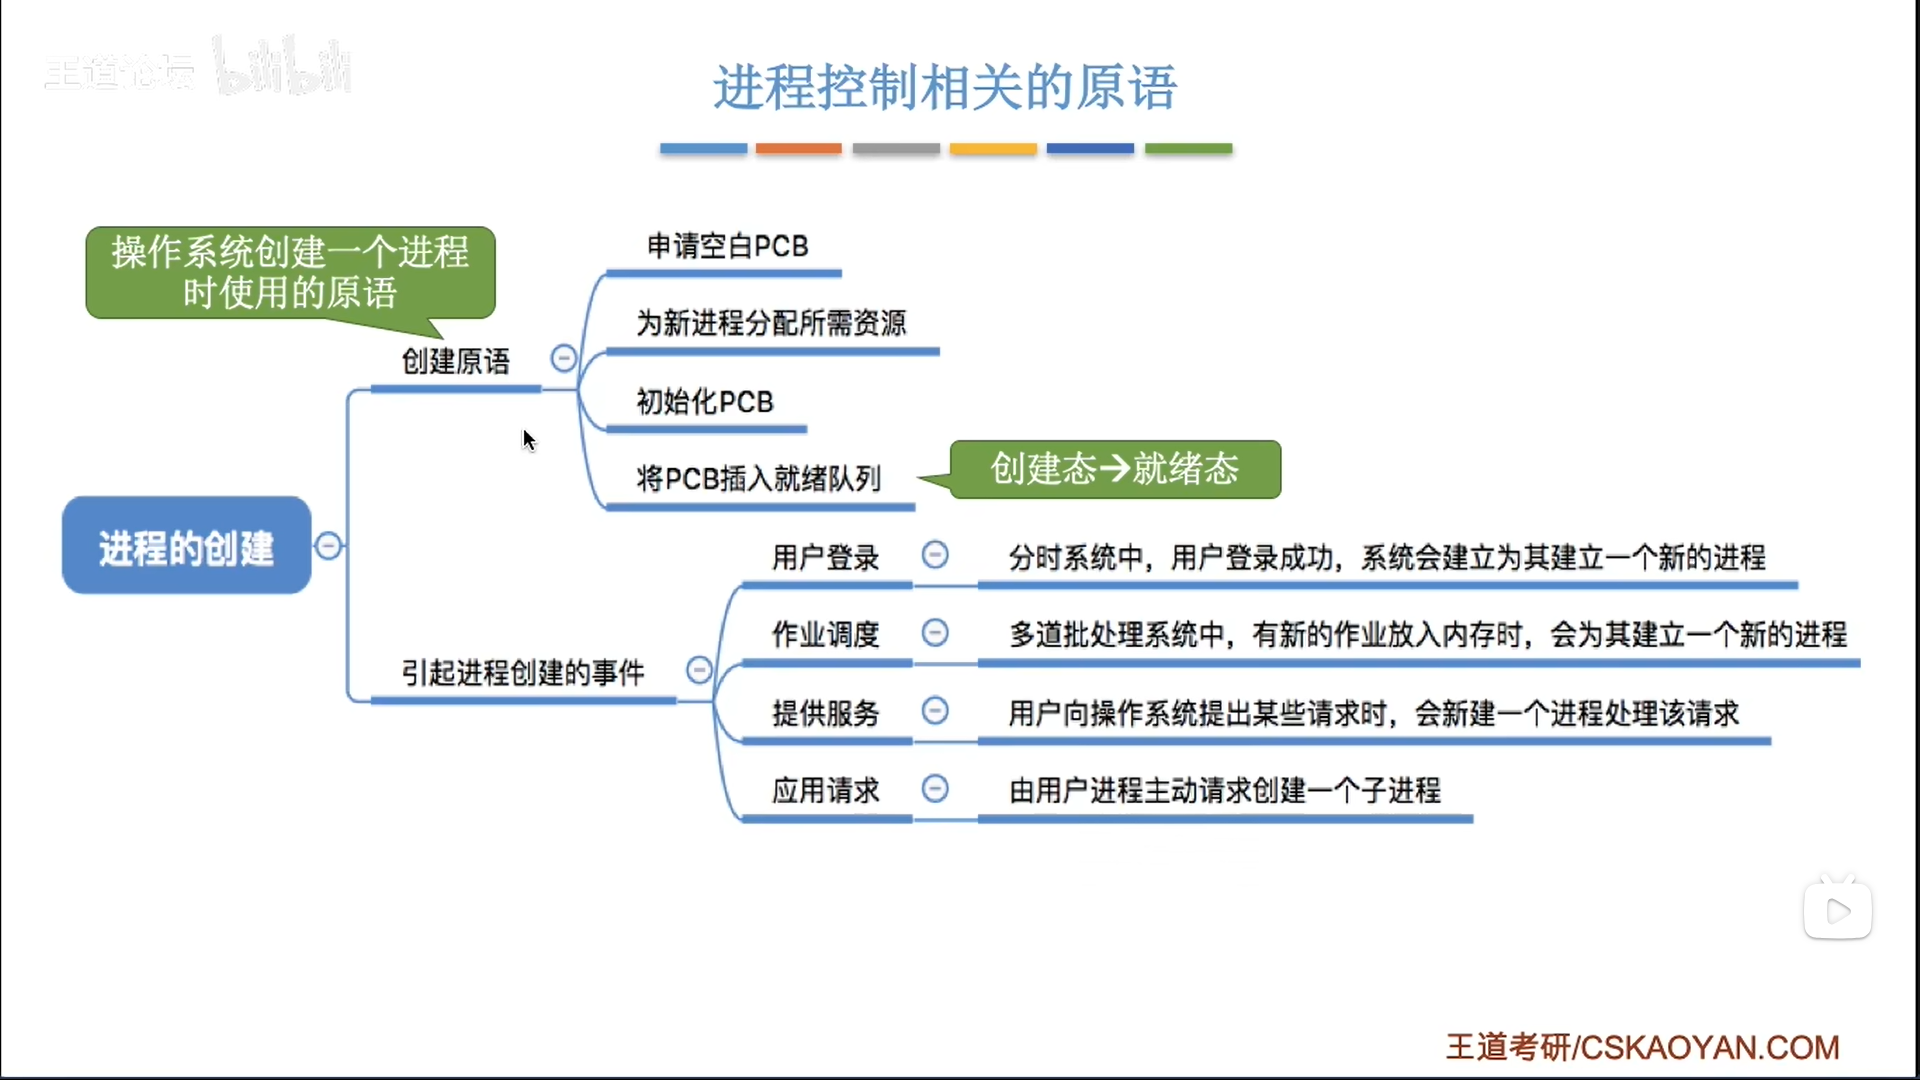 王道论坛 bilibili
进程控制相关的原语
操作系统创建一个进程
时使用的原语
申请空白PCB
为新进程分配所需资源
创建原语
初始化PCB
将PCB插入就绪队列
创建态→就绪态
进程的创建
用户登录
分时系统中，用户登录成功，系统会建立为其建立一个新的进程
作业调度
多道批处理系统中，有新的作业放入内存时，会为其建立一个新的进程
引起进程创建的事件
提供服务
用户向操作系统提出某些请求时，会新建一个进程处理该请求
应用请求
由用户进程主动请求创建一个子进程
王道考研/CSKAOYAN.COM